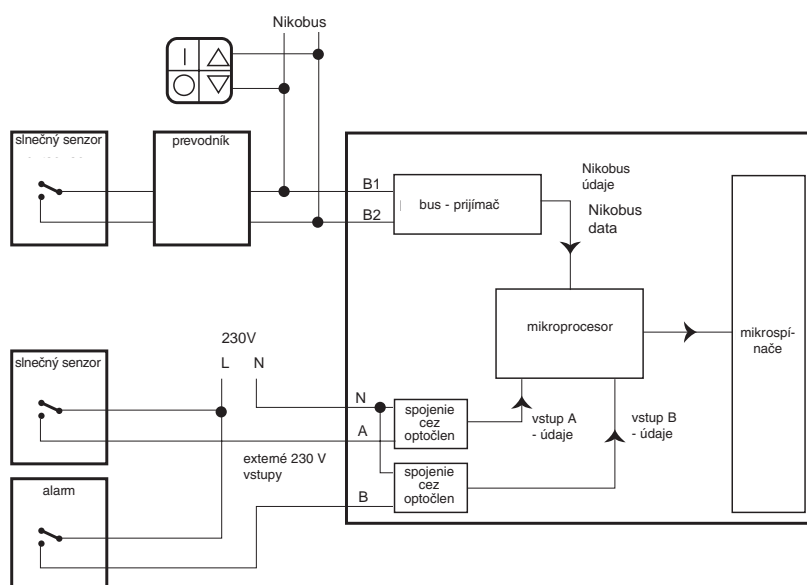 Nikobus
slnečný senzor
prevodník
B1
B2
bus - prijímač
Nikobus
údaje
Nikobus
data
mikroprocesor
mikrospí-
nače
230V
L N
slnečný senzor
N
A
spojenie
cez
optočlen
vstup A
- údaje
vstup B
- údaje
externé 230 V
vstupy
alarm
B
spojenie
cez
optočlen